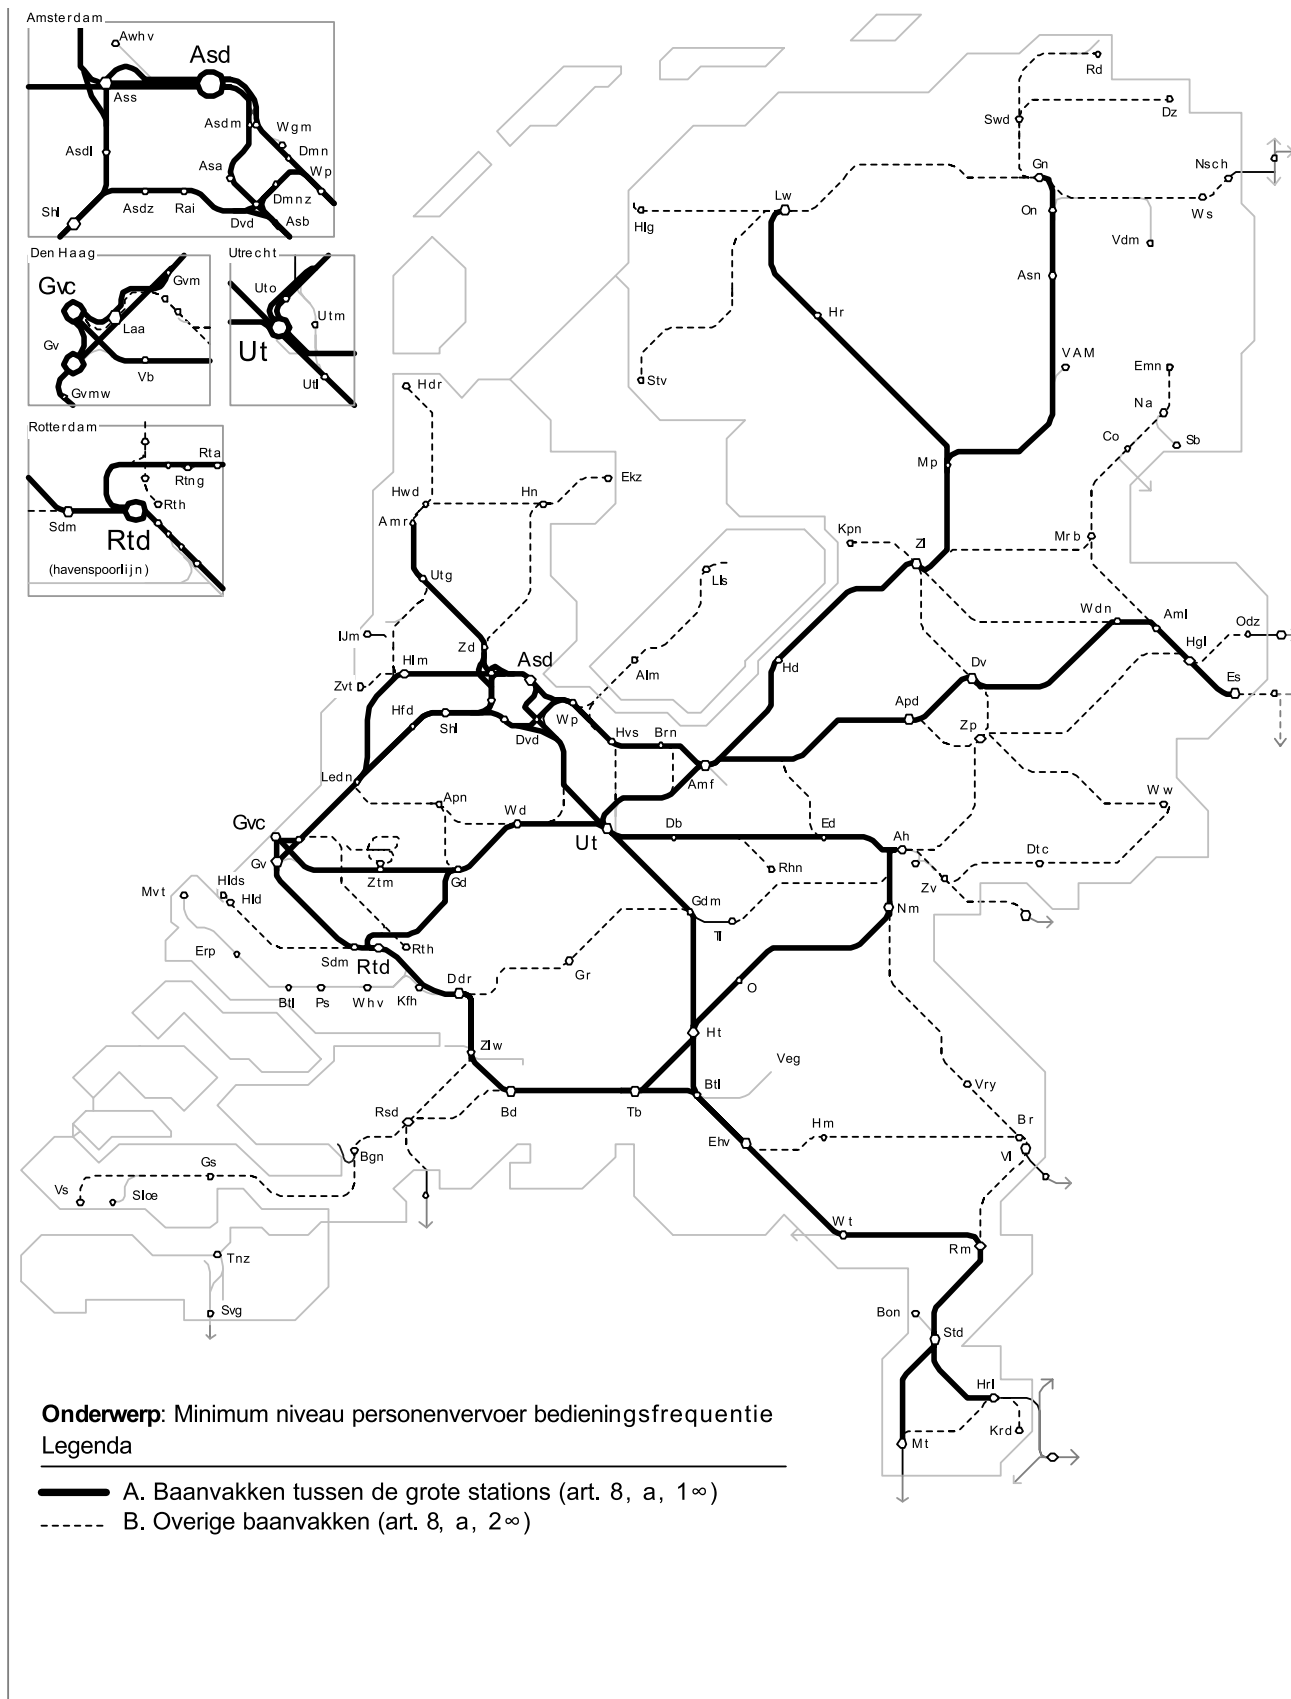 Amsterdam
Awhv
Asd
Ass
Asdm
Wgm
Dmn
Asdl
Asa
Wp
Dmnz
Shl
Asdz
Rai
Dvd
Asb
Den Haag
Gvm
Gvc
Laa
Gv
Vb
Gvmw
Utrecht
Uto
Utm
Ut
Utl
Rotterdam
Rta
Rtng
Rth
Sdm
Rtd
(havenspoorlijn)
Rd
Swd
Dz
Gn
Nsch
Lw
Hlg
On
Ws
Vdm
Asn
Hr
VAM
Emn
Stv
Hdr
Na
Co
Sb
Mp
Ekz
Hwd
Hn
Amr
Kpn
Zl
Mrb
Utg
Lls
Wdn
Aml
IJm
Odz
Zd
Hgl
Hlm
Asd
Alm
Hd
Dv
Es
Zvt
Hfd
Shl
Wp
Apd
Dvd
Hvs
Brn
Zp
Ledn
Amf
Apn
Wd
Ww
Gvc
Ut
Db
Ed
Ah
Dtc
Gv
Ztm
Gd
Rhn
Zv
Mvt
Hlds
Hld
Gdm
Nm
Tl
Erp
Sdm
Rtd
Rth
Gr
Ddr
O
Btl
Ps
Whv
Kfh
Ht
Zlw
Veg
Vry
Rsd
Bd
Tb
Btl
Br
Ehv
Hm
Vl
Bgn
Gs
Vs
Sloe
Wt
Rm
Tnz
Svg
Bon
Std
Hrl
Krd
Mt
Onderwerp: Minimum niveau personenvervoer bedieningsfrequentie
Legenda
A. Baanvakken tussen de grote stations (art. 8, a, 1∞)
B. Overige baanvakken (art. 8, a, 2∞)